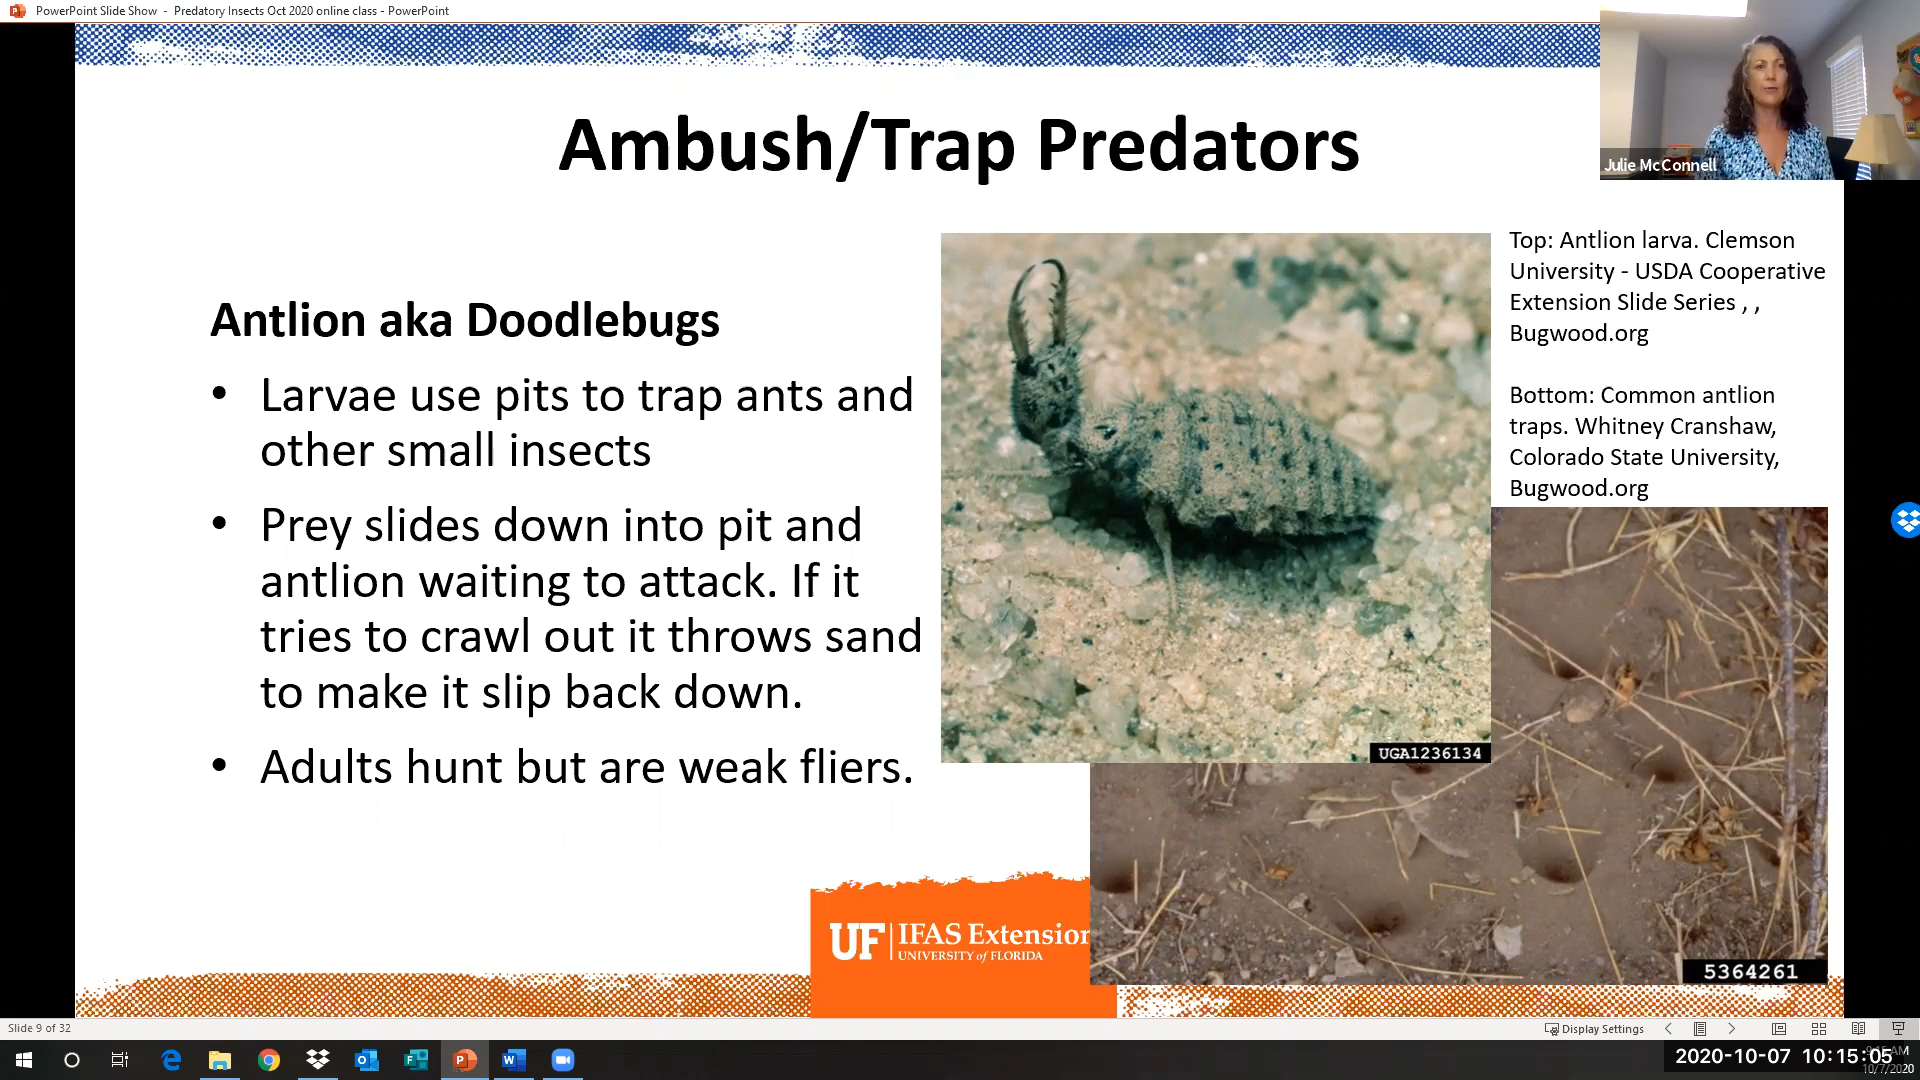 PowerPoint Slide Show - Predatory Insects Oct 2020 online class - PowerPoint
Julie McConnell
Ambush/Trap Predators
Antlion aka Doodlebugs
• Larvae use pits to trap ants and
other small insects
• Prey slides down into pit and
antlion waiting to attack. If it
tries to crawl out it throws sand
to make it slip back down.
• Adults hunt but are weak fliers.
Top: Antlion larva. Clemson
University - USDA Cooperative
Extension Slide Series , ,
Bugwood.org
Bottom: Common antlion
traps. Whitney Cranshaw,
Colorado State University,
Bugwood.org
UGA1236134
5364261
UF IFAS Extension
UNIVERSITY of FLORIDA
Slide 9 of 32
Display Settings
2020-10-07 10:15:05
10/7/2020